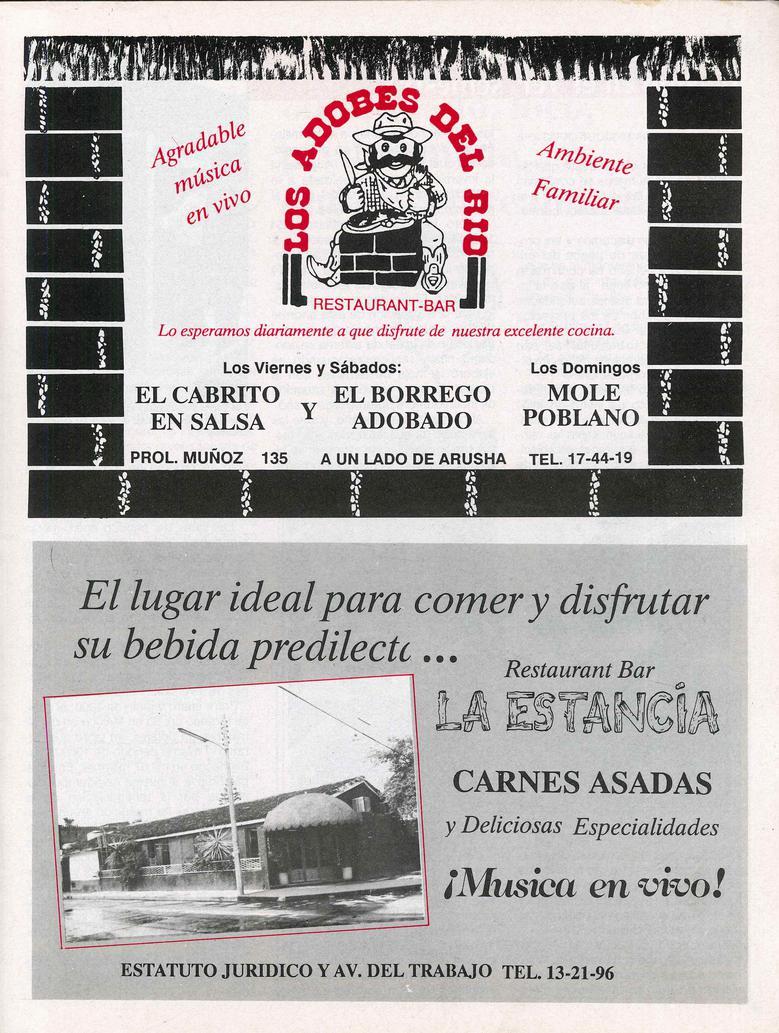 Agradable
música
en vivo
LOS ADOBES DEL RIO
RESTAURANT-BAR
Ambiente
Familiar
Lo esperamos diariamente a que disfrute de nuestra excelente cocina.
Los Viernes y Sábados:
EL CABRITO
EN SALSA
Y
EL BORREGO
ADOBADO
Los Domingos
MOLE
POBLANO
PROL. MUÑOZ 135 A UN LADO DE ARUSHA TEL. 17-44-19
El lugar ideal para comer y disfrutar
su bebida predilecta ...
Restaurant Bar
LA ESTANCÍA
CARNES ASADAS
y Deliciosas Especialidades
¡Musica en vivo!
ESTATUTO JURIDICO Y AV. DEL TRABAJO TEL. 13-21-96